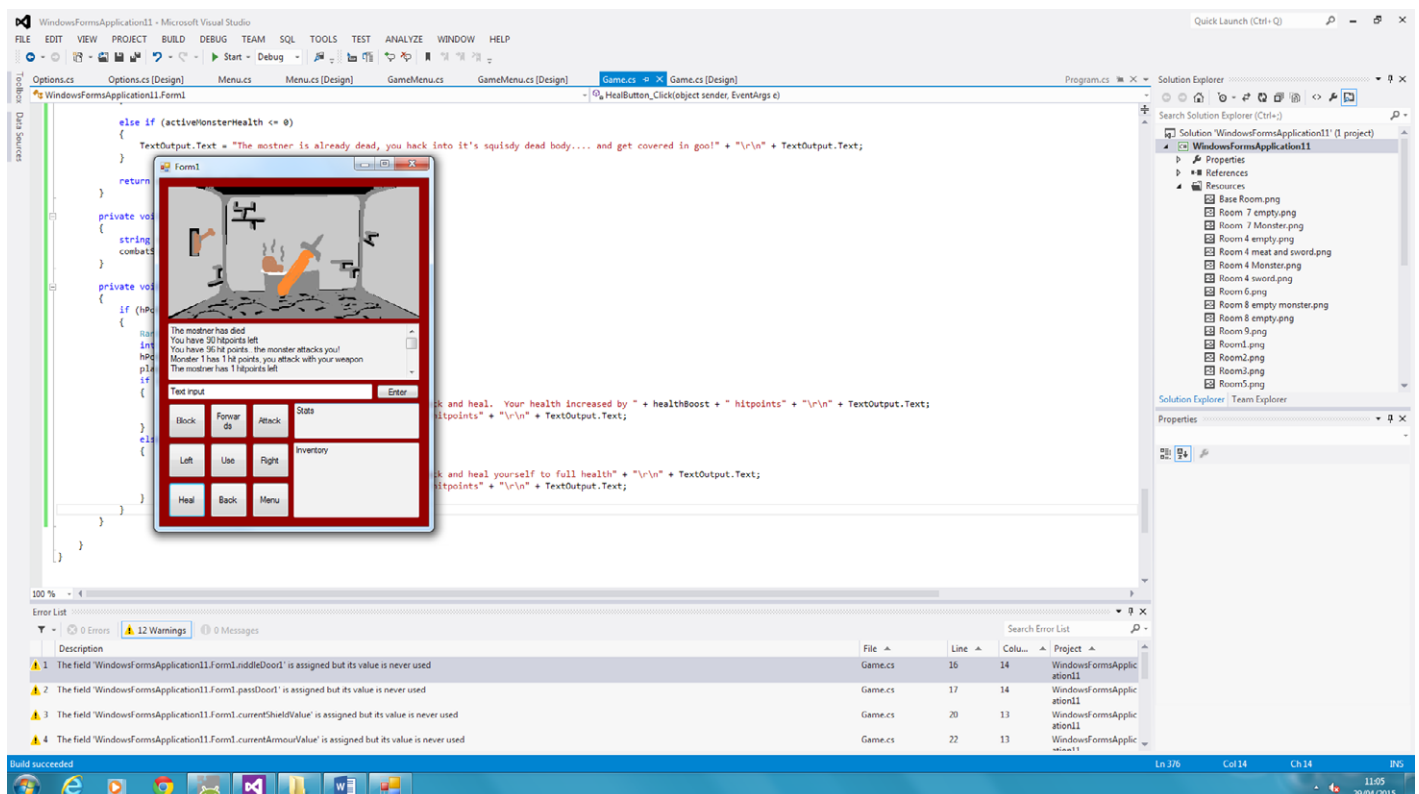 WindowsFormsApplication11 - Microsoft Visual Studio
Quick Launch (Ctrl+Q)
FILE EDIT VIEW PROJECT BUILD DEBUG TEAM SQL TOOLS TEST ANALYZE WINDOW HELP
Start - Debug
Toolbox
Data Sources
Options.cs Options.cs [Design] Menu.cs Menu.cs [Design] GameMenu.cs GameMenu.cs [Design] Game.cs Game.cs [Design] Program.cs
WindowsFormsApplication11.Form1 HealButton_Click(object sender, EventArgs e)
else if (activeMonsterHealth <= 0)
{
TextOutput.Text = "The mostner is already dead, you hack into it's squisdy dead body.... and get covered in goo!" + "\r\n" + TextOutput.Text;
}
return
}
private voi
{
string
combatS
}
private voi
{
if (hPo
{
Ran
int
hPo
pla
if
{
k and heal. Your health increased by " + healthBoost + " hitpoints" + "\r\n" + TextOutput.Text;
itpoints" + "\r\n" + TextOutput.Text;
}
els
{
k and heal yourself to full health" + "\r\n" + TextOutput.Text;
itpoints" + "\r\n" + TextOutput.Text;
}
}
}
}
}
Form1
The mostner has died
You have 90 hitpoints left
You have 96 hit points.. the monster attacks you!
Monster 1 has 1 hit points, you attack with your weapon
The mostner has 1 hitpoints left
Text input Enter
Block Forwar
ds Attack
Left Use Right
Heal Back Menu
Stats
Inventory
100 %
Solution Explorer
Search Solution Explorer (Ctrl+;)
Solution 'WindowsFormsApplication11' (1 project)
WindowsFormsApplication11
Properties
References
Resources
Base Room.png
Room 7 empty.png
Room 7 Monster.png
Room 4 empty.png
Room 4 meat and sword.png
Room 4 Monster.png
Room 4 sword.png
Room 6.png
Room 8 empty monster.png
Room 8 empty.png
Room 9.png
Room1.png
Room2.png
Room3.png
Room5.png
Solution Explorer Team Explorer
Properties
Error List
0 Errors 12 Warnings 0 Messages
Search Error List
Description File Line Colu... Project
1 The field 'WindowsFormsApplication11.Form1.riddleDoor1' is assigned but its value is never used Game.cs 16 14 WindowsFormsApplic
ation11
2 The field 'WindowsFormsApplication11.Form1.passDoor1' is assigned but its value is never used Game.cs 17 14 WindowsFormsApplic
ation11
3 The field 'WindowsFormsApplication11.Form1.currentShieldValue' is assigned but its value is never used Game.cs 20 13 WindowsFormsApplic
ation11
4 The field 'WindowsFormsApplication11.Form1.currentArmourValue' is assigned but its value is never used Game.cs 22 13 WindowsFormsApplic
ation11
Build succeeded Ln 376 Col 14 Ch 14 INS
11:05
29/04/2015